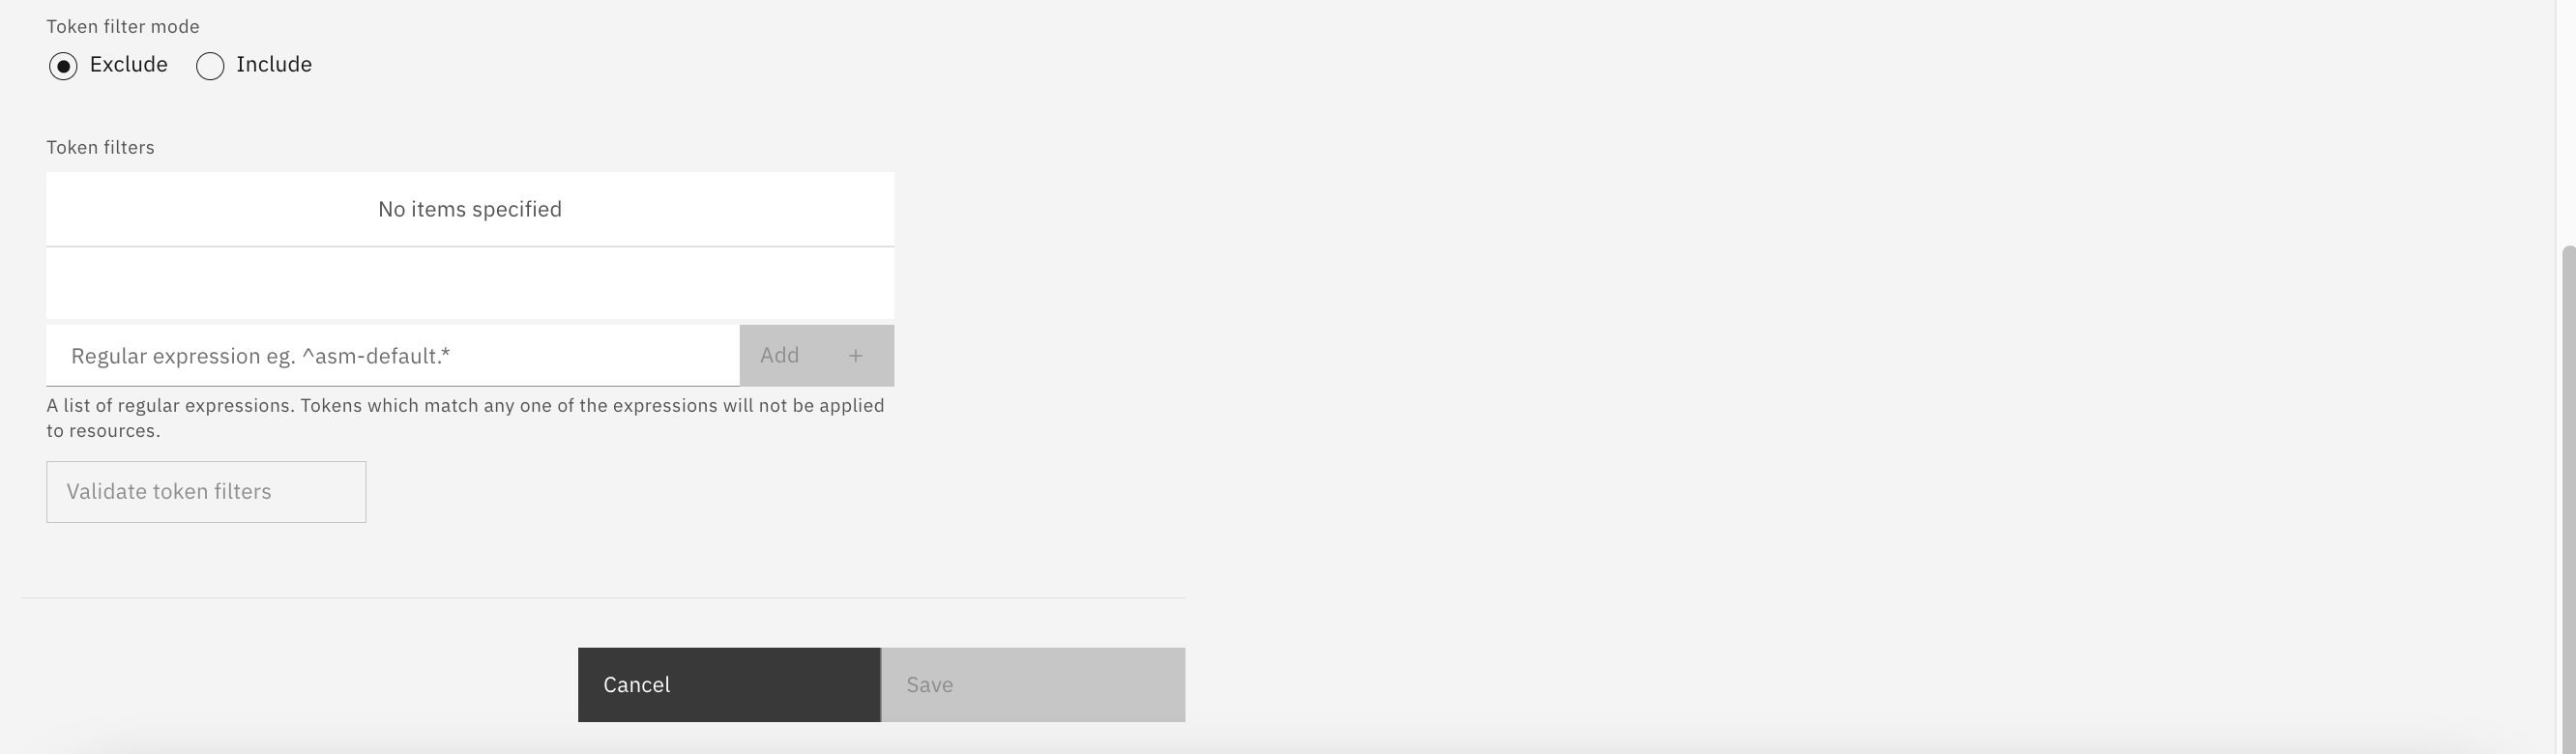 Token filter mode
Exclude Include
Token filters
No items specified
Regular expression eg. ^asm-default.*
Add +
A list of regular expressions. Tokens which match any one of the expressions will not be applied
to resources.
Validate token filters
Cancel Save